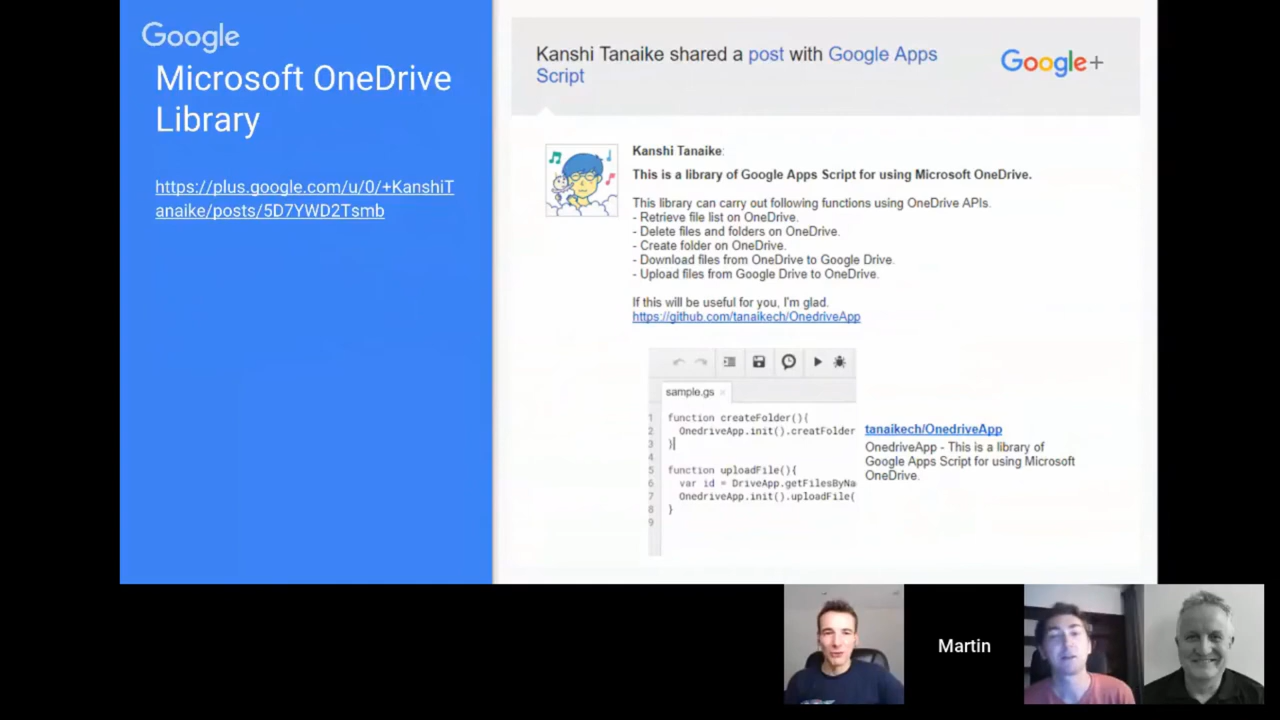 Google
Microsoft OneDrive
Library
https://plus.google.com/u/0/+KanshiT
anaike/posts/5D7YWD2Tsmb
Kanshi Tanaike shared a post with Google Apps
Script
Google+
Kanshi Tanaike:
This is a library of Google Apps Script for using Microsoft OneDrive.
This library can carry out following functions using OneDrive APIs.
- Retrieve file list on OneDrive.
- Delete files and folders on OneDrive.
- Create folder on OneDrive.
- Download files from OneDrive to Google Drive.
- Upload files from Google Drive to OneDrive.
If this will be useful for you, I'm glad.
https://github.com/tanaikech/OnedriveApp
sample.gs ×
1 function createFolder(){
2 OnedriveApp.init().creatFolder
3 }
4
5 function uploadFile(){
6 var id = DriveApp.getFilesByNa
7 OnedriveApp.init().uploadFile(
8 }
9
tanaikech/OnedriveApp
OnedriveApp - This is a library of
Google Apps Script for using Microsoft
OneDrive.
Martin